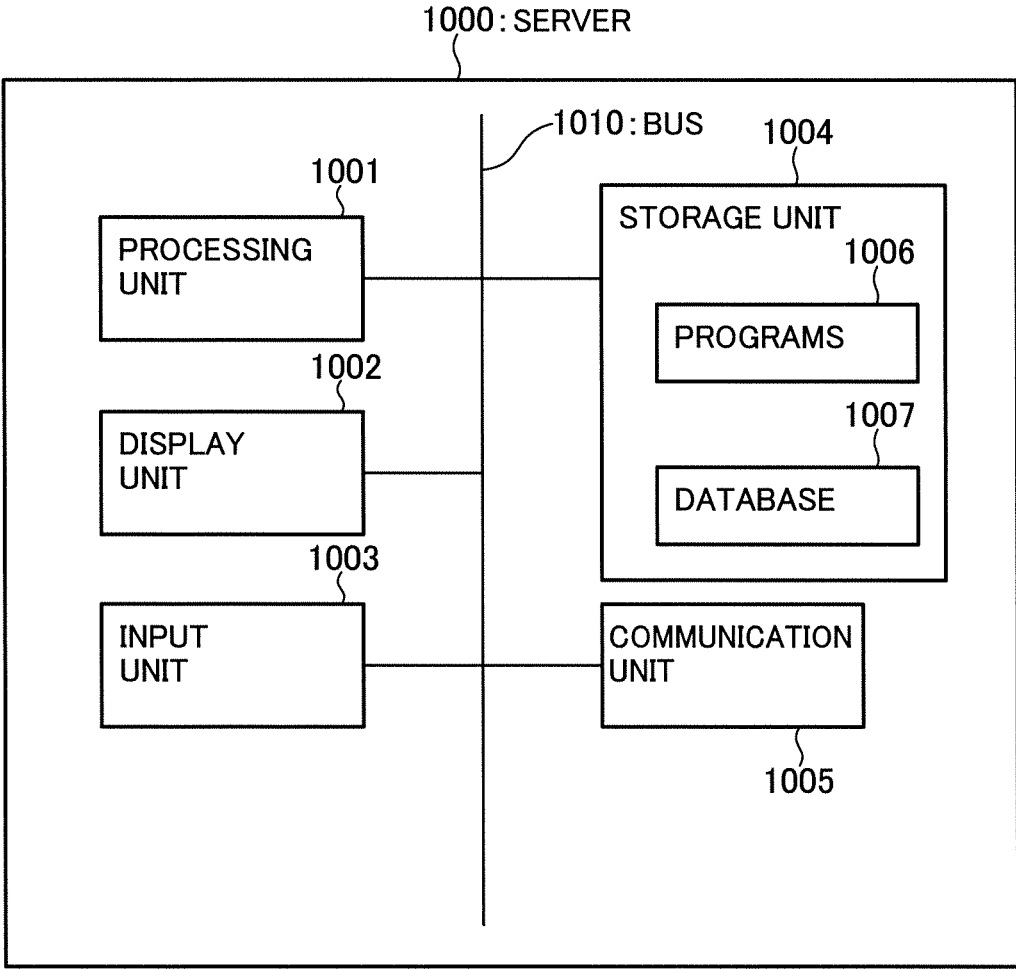 1000:SERVER
1010:BUS
1001
PROCESSING
UNIT
1002
DISPLAY
UNIT
1003
INPUT
UNIT
1004
STORAGE UNIT
1006
PROGRAMS
1007
DATABASE
COMMUNICATION
UNIT
1005